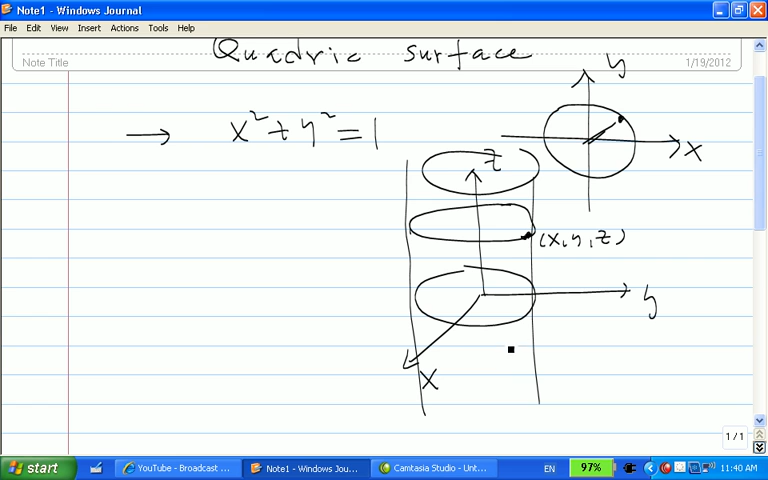 Note1 - Windows Journal
File Edit View Insert Actions Tools Help
Quadric surface
Note Title
1/19/2012
y
→ x² + y² = 1
x
z
(x, y, z)
y
x
1 / 1
start
YouTube - Broadcast ...
Note1 - Windows Jou...
Camtasia Studio - Unt...
EN
97%
11:40 AM